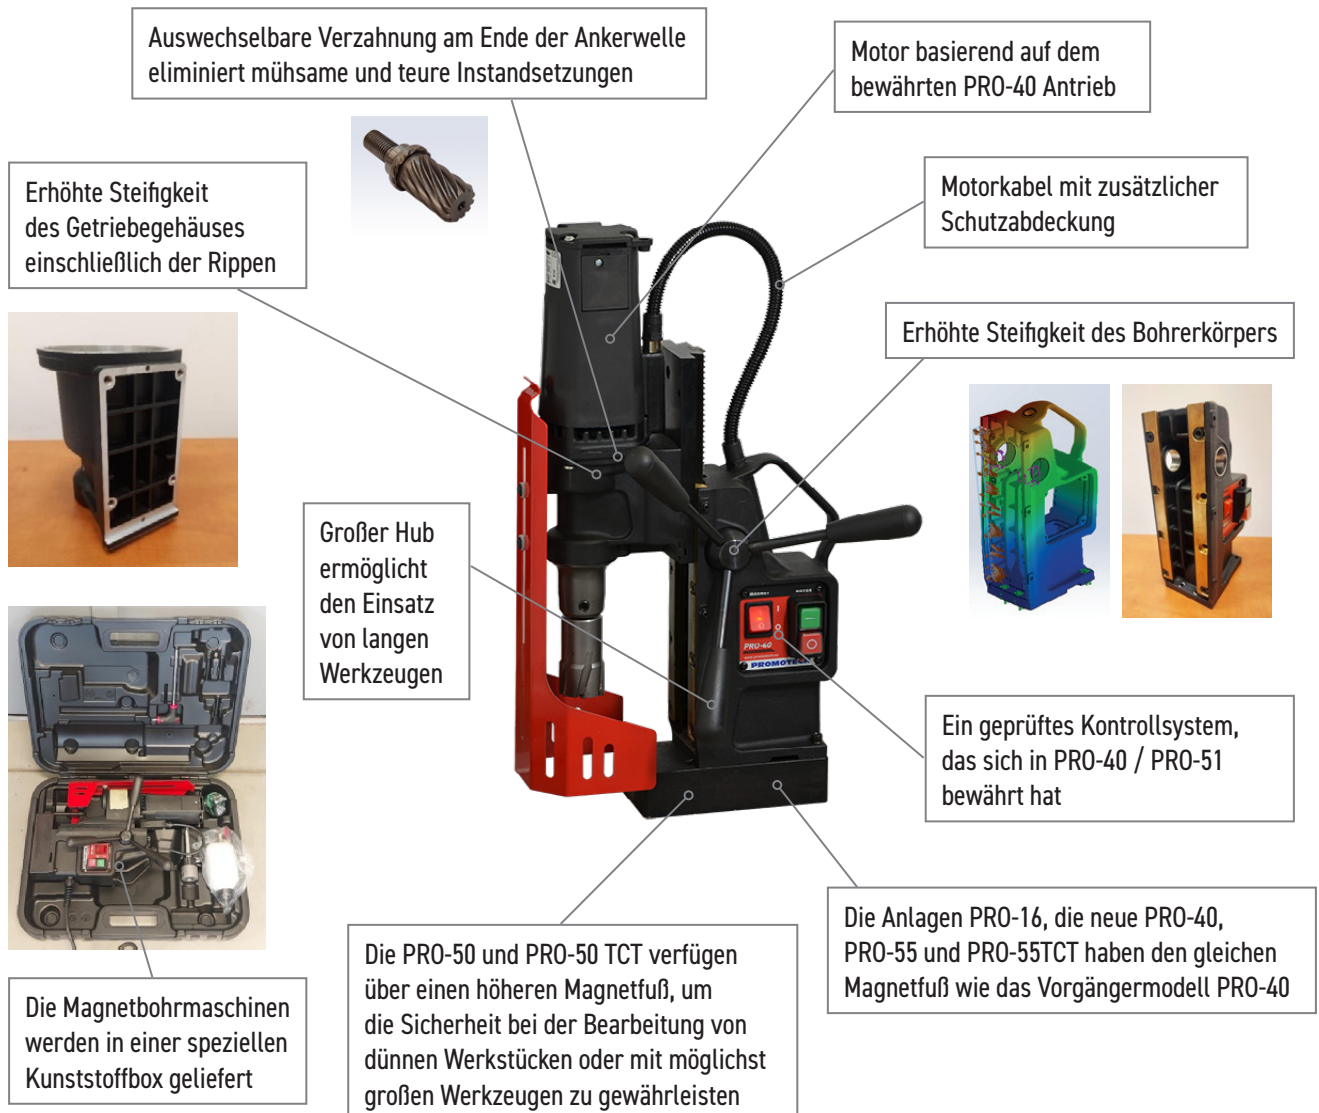 Auswechselbare Verzahnung am Ende der Ankerwelle
eliminiert mühsame und teure Instandsetzungen
Motor basierend auf dem
bewährten PRO-40 Antrieb
Erhöhte Steifigkeit
des Getriebegehäuses
einschließlich der Rippen
Motorkabel mit zusätzlicher
Schutzabdeckung
Erhöhte Steifigkeit des Bohrerkörpers
Großer Hub
ermöglicht
den Einsatz
von langen
Werkzeugen
MAGNET
MOTOR
PRO-40
PROMOTECH
Ein geprüftes Kontrollsystem,
das sich in PRO-40 / PRO-51
bewährt hat
Die Anlagen PRO-16, die neue PRO-40,
PRO-55 und PRO-55TCT haben den gleichen
Magnetfuß wie das Vorgängermodell PRO-40
Die PRO-50 und PRO-50 TCT verfügen
über einen höheren Magnetfuß, um
die Sicherheit bei der Bearbeitung von
dünnen Werkstücken oder mit möglichst
großen Werkzeugen zu gewährleisten
Die Magnetbohrmaschinen
werden in einer speziellen
Kunststoffbox geliefert